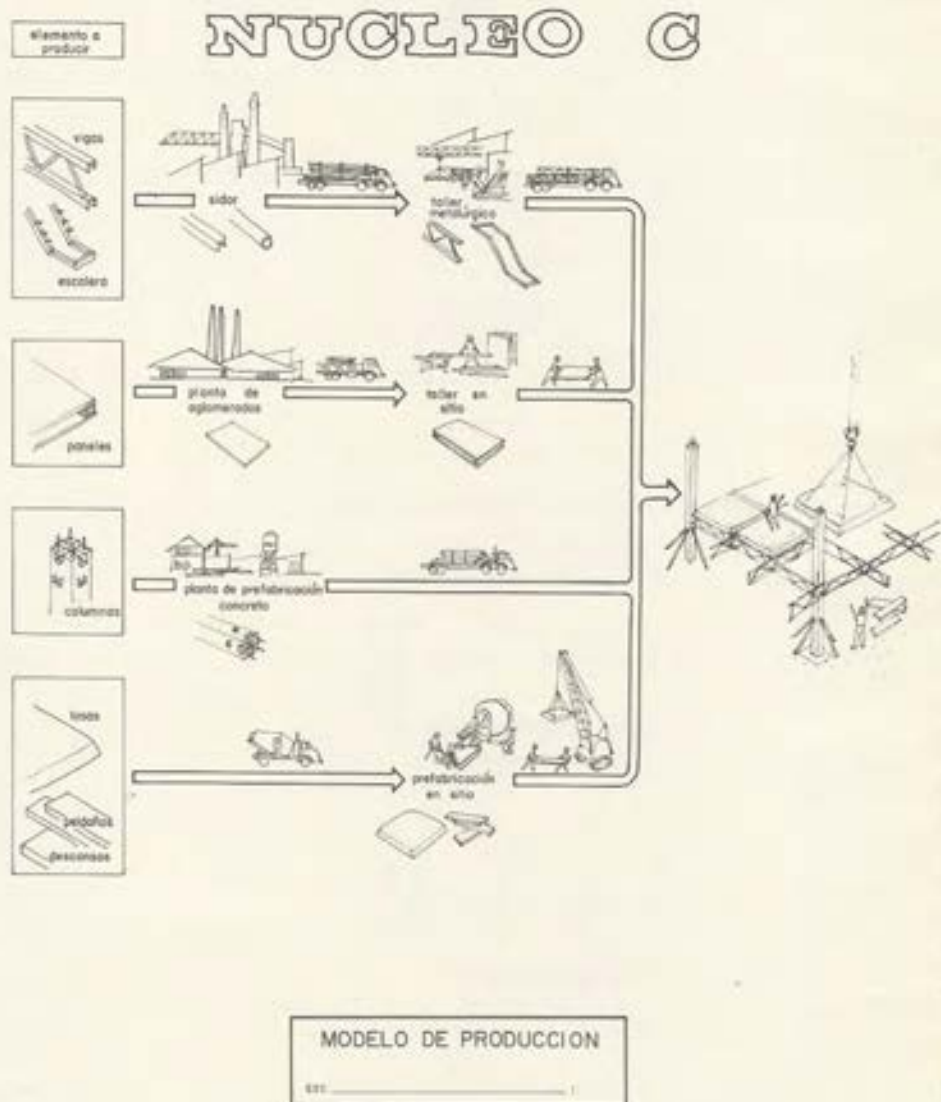 elemento a
producir
NUCLEO C
vigas
escalera
sidor
taller
metalúrgico
paneles
planta de
aglomerados
taller en
sitio
columnas
planta de prefabricación
concreto
losas
peldaños
descansos
prefabricación
en sitio
MODELO DE PRODUCCION